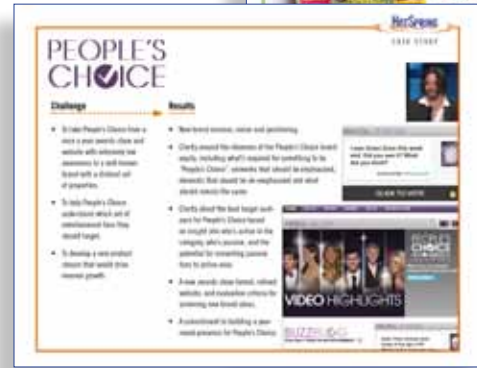 HotSpring
CASE STUDY
PEOPLE'S
CHOICE
Challenge
Results
• To take People's Choice from a
once a year awards show and
website with extremely low
awareness to a well-known
brand with a distinct set
of properties.
• To help People's Choice
understand which set of
entertainment fans they
should target.
• To develop a new product
stream that would drive
revenue growth.
• New brand mission, vision and positioning.
• Clarity around the elements of the People's Choice brand
equity, including what's required for something to be
"People's Choice", elements that should be emphasized,
elements that should be de-emphasized and what
should remain the same.
• Clarity about the best target audi-
ence for People's Choice based
on insight into who's active in the
category, who's passive, and the
potential for converting passive
fans to active ones.
• A new awards show format, refined
website, and evaluation criteria for
screening new brand ideas.
• A commitment to building a year-
round presence for People's Choice.
CLICK TO VOTE
PEOPLE'S
CHOICE
VIDEO HIGHLIGHTS
BUZZBLOG